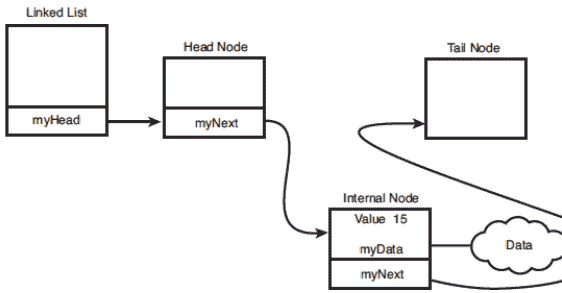 Linked List
Head Node
Tail Node
myHead
myNext
Internal Node
Value 15
myData
Data
myNext